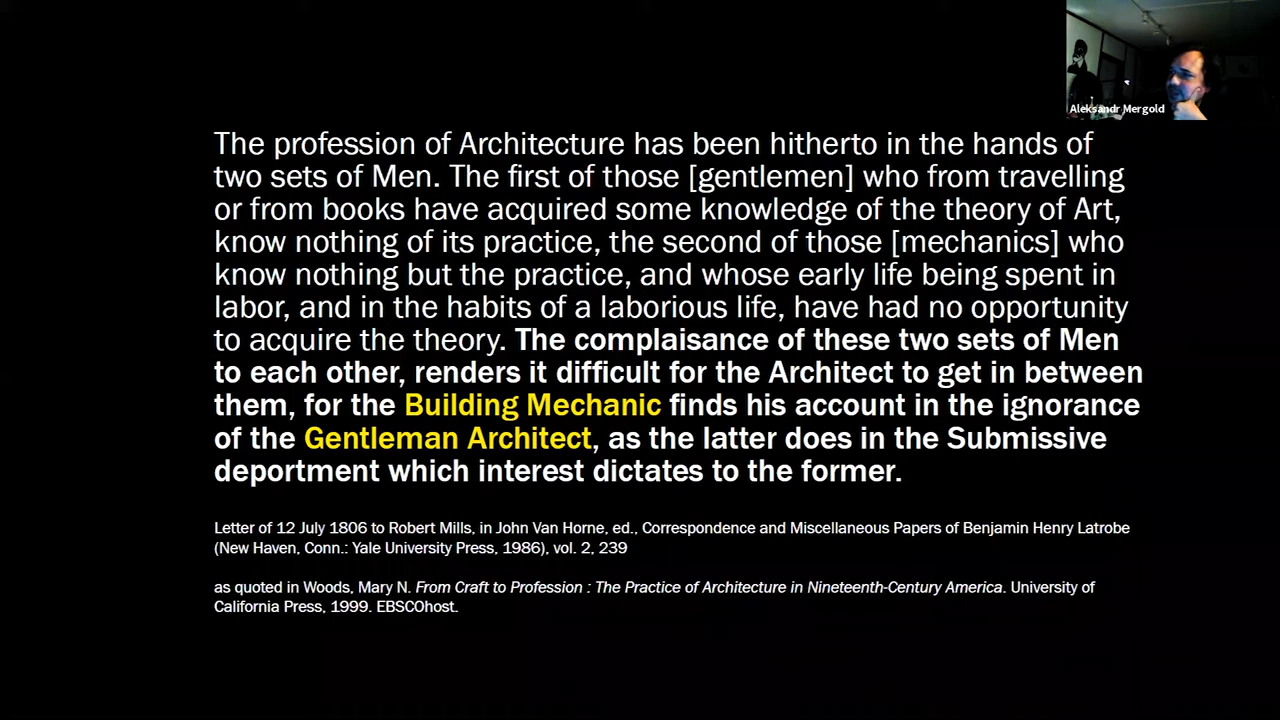 Aleksandr Mergold
The profession of Architecture has been hitherto in the hands of
two sets of Men. The first of those [gentlemen] who from travelling
or from books have acquired some knowledge of the theory of Art,
know nothing of its practice, the second of those [mechanics] who
know nothing but the practice, and whose early life being spent in
labor, and in the habits of a laborious life, have had no opportunity
to acquire the theory. The complaisance of these two sets of Men
to each other, renders it difficult for the Architect to get in between
them, for the Building Mechanic finds his account in the ignorance
of the Gentleman Architect, as the latter does in the Submissive
deportment which interest dictates to the former.
Letter of 12 July 1806 to Robert Mills, in John Van Horne, ed., Correspondence and Miscellaneous Papers of Benjamin Henry Latrobe
(New Haven, Conn.: Yale University Press, 1986), vol. 2, 239
as quoted in Woods, Mary N. From Craft to Profession : The Practice of Architecture in Nineteenth-Century America. University of
California Press, 1999. EBSCOhost.